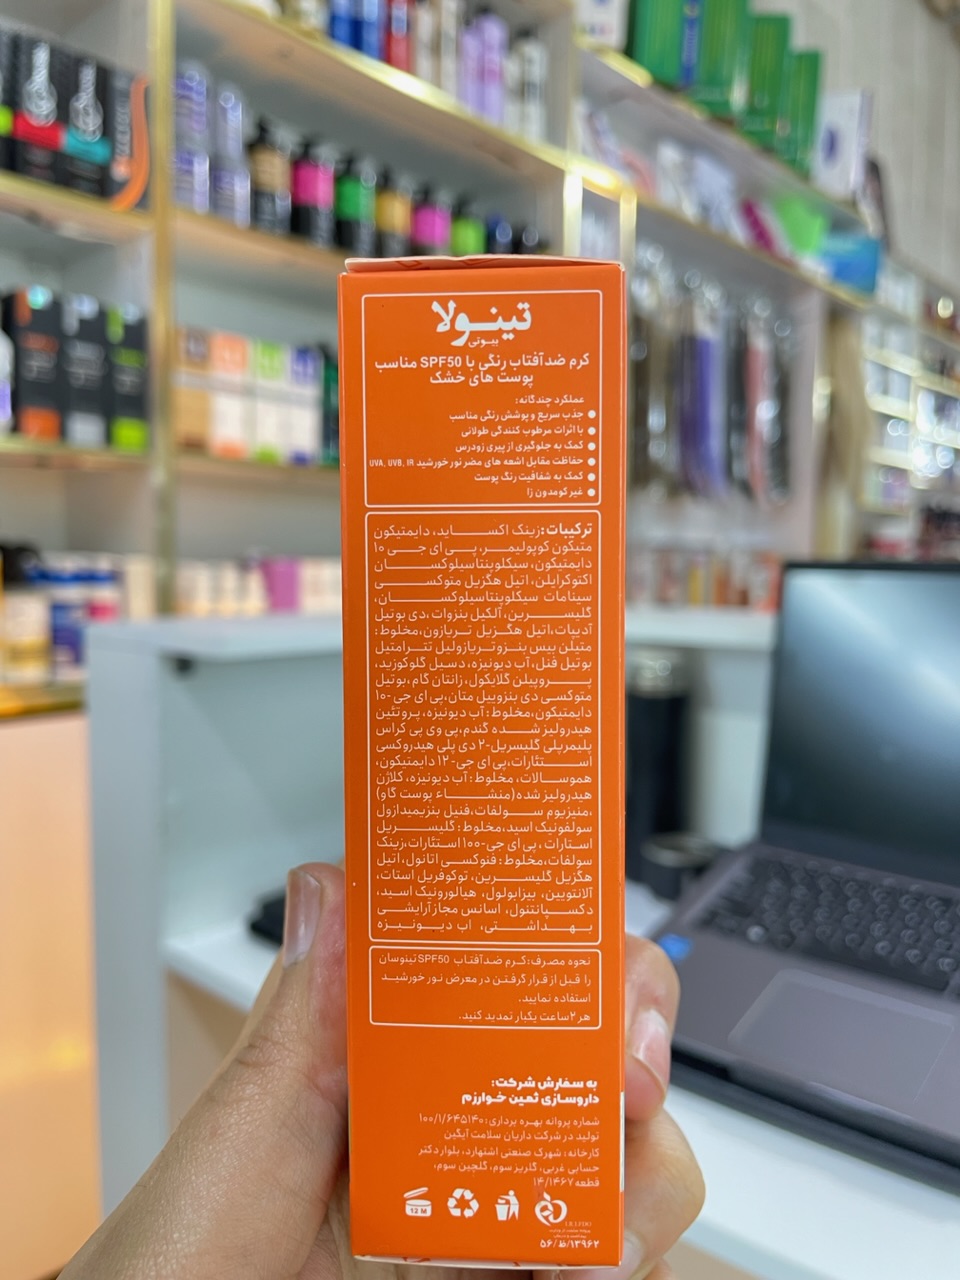 تینولا
بیوتی
کرم ضدآفتاب رنگی با SPF50 مناسب
پوست های خشک
عملکرد چندگانه:
● جذب سریع و پوشش رنگی مناسب
● با اثرات مرطوب کنندگی طولانی
● کمک به جلوگیری از پیری زودرس
● حفاظت مقابل اشعه های مضر نور خورشید UVA, UVB, IR
● کمک به شفافیت رنگ پوست
● غیر کومدون زا
ترکیبات: زینک اکساید، دایمتیکون
متیکون کوپولیمر، پی ای جی ۱۰
دایمتیکون، سیکلوپنتاسیلوکسان
اکتوکرایلن، اتیل هگزیل متوکسی
سینامات سیکلوپنتاسیلوکسان،
گلیسرین، آلکیل بنزوات، دی بوتیل
آدیپات، اتیل هگزیل تریازون، مخلوط:
متیلن بیس بنزوتریازولیل تترامتیل
بوتیل فنل، آب دیونیزه، دسیل گلوکوزید،
پروپیلن گلایکول، زانتان گام، بوتیل
متوکسی دی بنزوییل متان، پی ای جی -۱۰
دایمتیکون، مخلوط: آب دیونیزه، پروتئین
هیدرولیز شده گندم، پی وی پی کراس
پلیمر، پلی گلیسریل-۲ دی پلی هیدروکسی
استئارات، پی ای جی- ۱۲ دایمتیکون،
هموسالات، مخلوط: آب دیونیزه، کلاژن
هیدرولیز شده (منشاء پوست گاو)
،منیزیوم سولفات، فنیل بنزیمیدازول
سولفونیک اسید، مخلوط: گلیسریل
استارات ، پی ای جی-۱۰۰ استئارات، زینک
سولفات، مخلوط: فنوکسی اتانول، اتیل
هگزیل گلیسرین، توکوفریل استات،
آلانتویین، بیزابولول، هیالورونیک اسید،
دکسپانتنول، اسانس مجاز آرایشی
بهداشتی، آب دیونیزه
نحوه مصرف: کرم ضدآفتاب SPF50 تینوسان
را قبل از قرار گرفتن در معرض نور خورشید
استفاده نمایید.
هر ۲ ساعت یکبار تمدید کنید.
به سفارش شرکت:
داروسازی ثمین خوارزم
شماره پروانه بهره برداری: ۱۰۰/۱/۶۴۵۱۴۰
تولید در شرکت داریان سلامت آیگین
کارخانه: شهرک صنعتی اشتهارد، بلوار دکتر
حسابی غربی، گلریز سوم، گلچین سوم،
قطعه ۱۴/۱۴۶۷
12 M
۵۶/ظ/۱۳۹۶۲